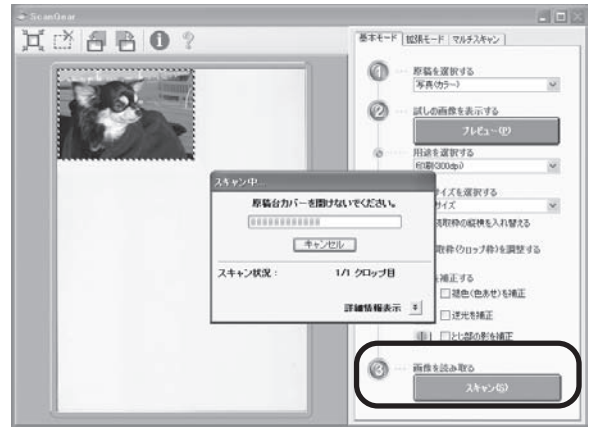 ScanGear
基本モード 拡張モード マルチスキャン
① 原稿を選択する
写真(カラー)
② 試しの画像を表示する
プレビュー(P)
用途を選択する
印刷(300dpi)
サイズを選択する
サイズ
取枠の縦横を入れ替える
取枠(クロップ枠)を調整する
補正する
褪色(色あせ)を補正
逆光を補正
とじ部の影を補正
③ 画像を読み取る
スキャン(S)
スキャン中...
原稿台カバーを開けないでください。
キャンセル
スキャン状況： 1/1 クロップ目
詳細情報表示